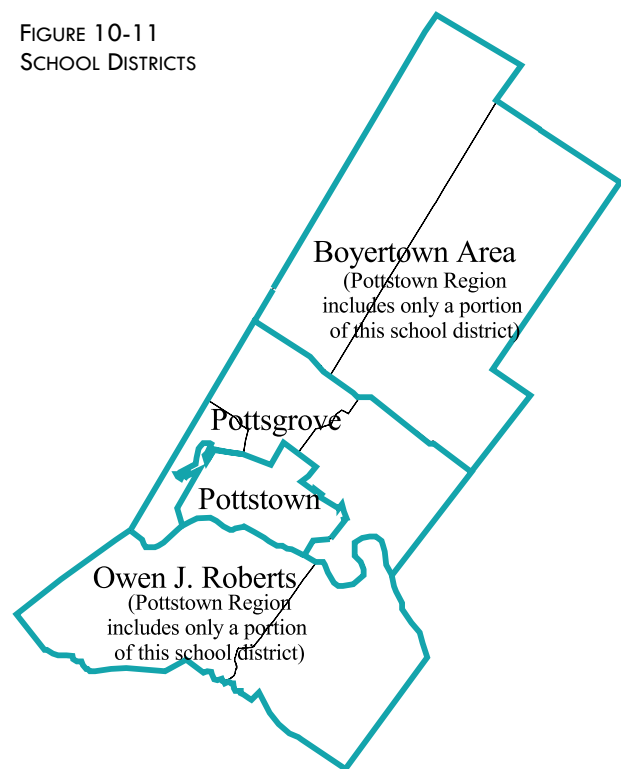 FIGURE 10-11
SCHOOL DISTRICTS
Boyertown Area
(Pottstown Region
includes only a portion
of this school district)
Pottsgrove
Pottstown
Owen J. Roberts
(Pottstown Region
includes only a portion
of this school district)